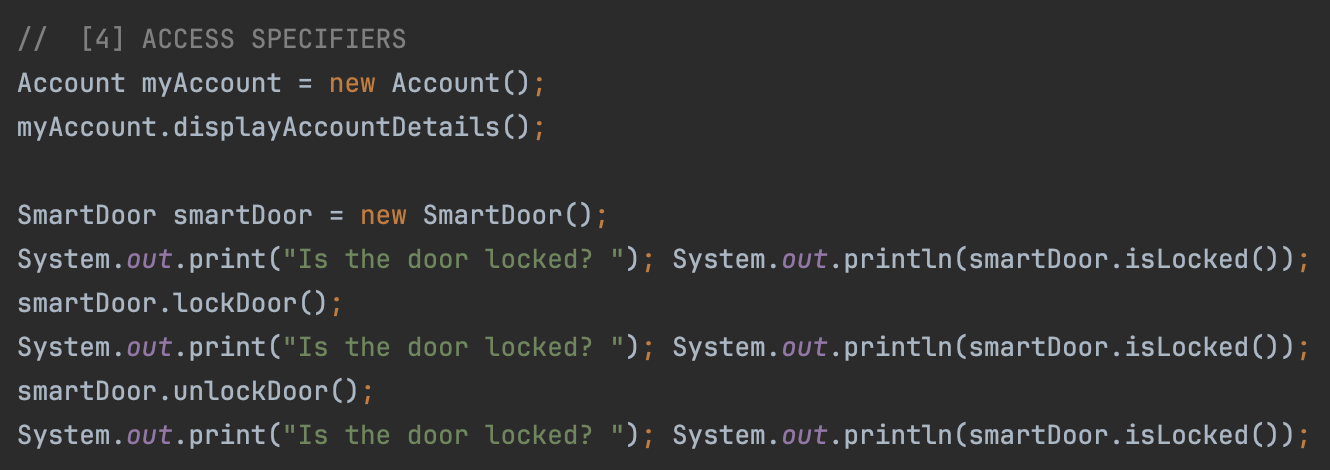 //  [4] ACCESS SPECIFIERS
Account myAccount = new Account();
myAccount.displayAccountDetails();
SmartDoor smartDoor = new SmartDoor();
System.out.print("Is the door locked? "); System.out.println(smartDoor.isLocked());
smartDoor.lockDoor();
System.out.print("Is the door locked? "); System.out.println(smartDoor.isLocked());
smartDoor.unlockDoor();
System.out.print("Is the door locked? "); System.out.println(smartDoor.isLocked());